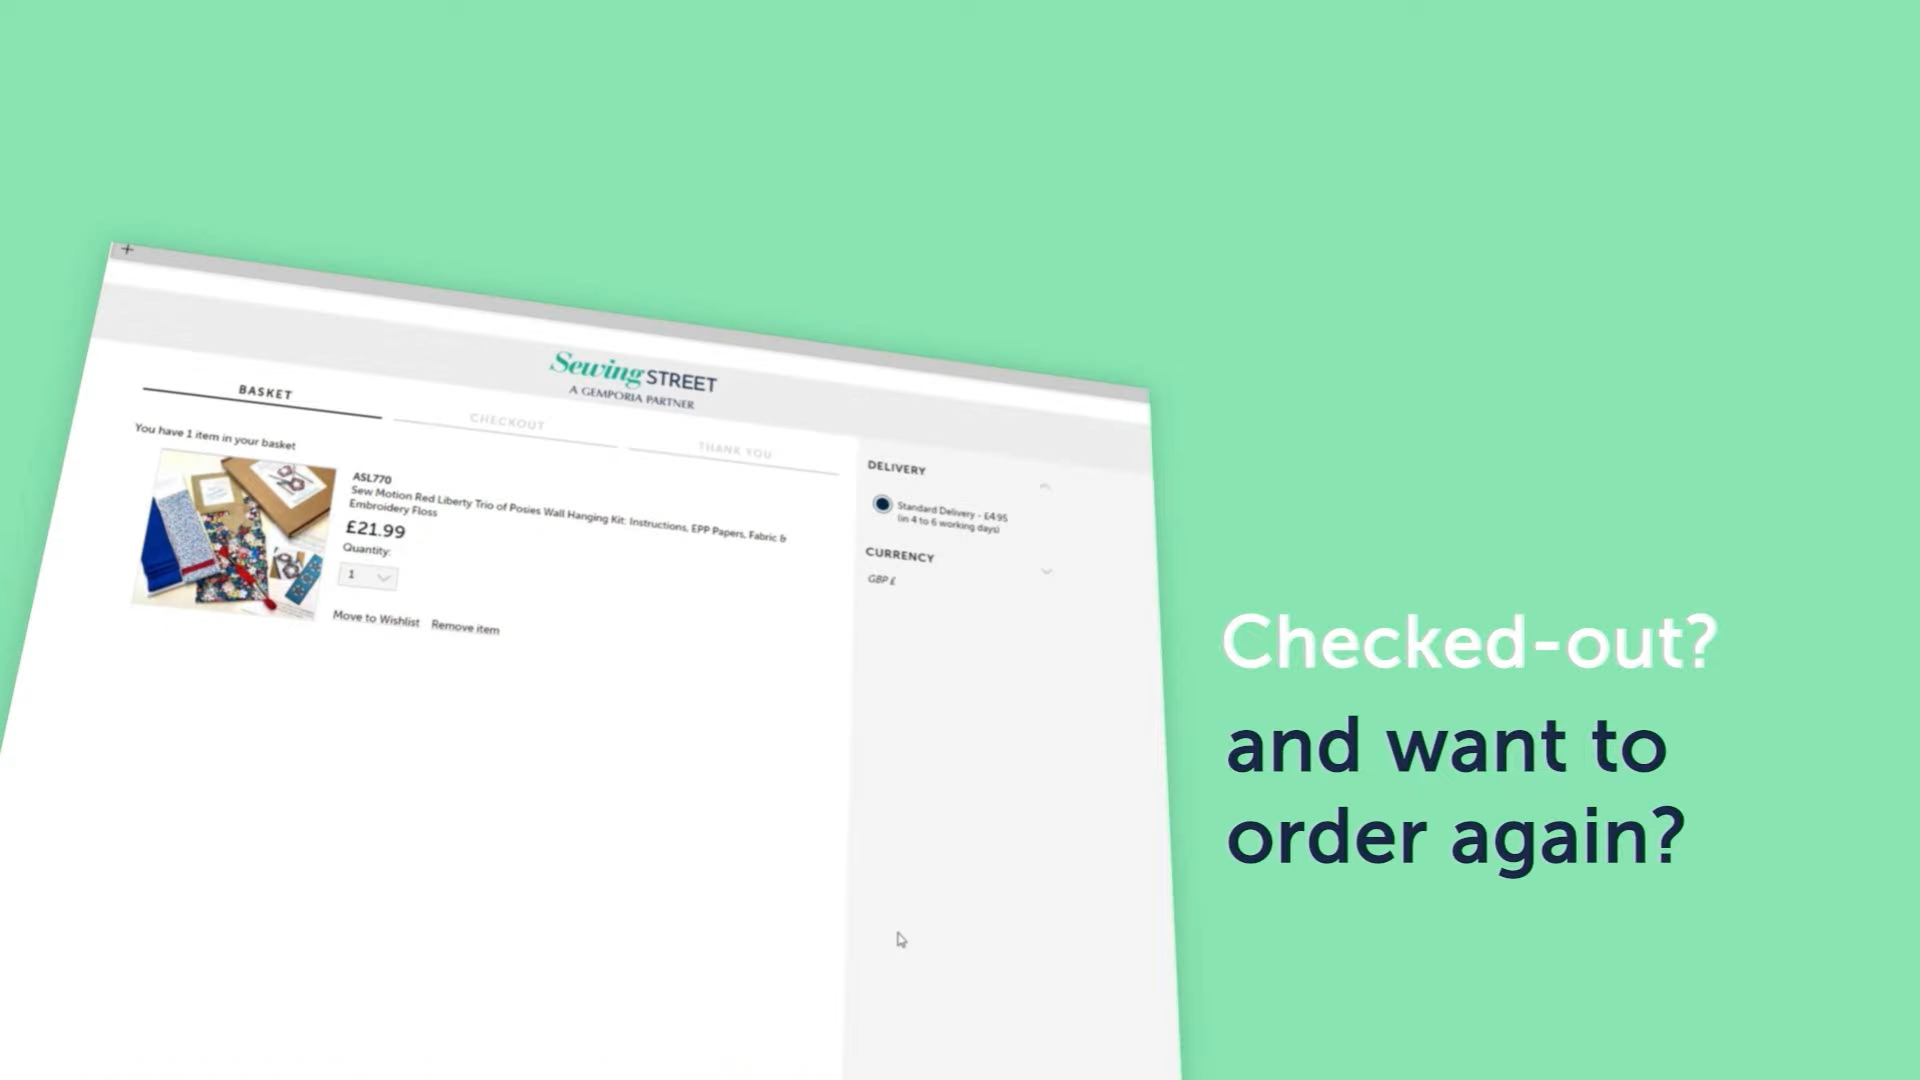 Sewing STREET
A GEMPORIA PARTNER
BASKET
CHECKOUT
THANK YOU
You have 1 item in your basket
ASL770
Sew Motion Red Liberty Trio of Posies Wall Hanging Kit: Instructions, EPP Papers, Fabric &
Embroidery Floss
£21.99
Quantity:
1
Move to Wishlist Remove item
DELIVERY
Standard Delivery - £4.95
(in 4 to 6 working days)
CURRENCY
GBP £
Checked-out?
and want to
order again?